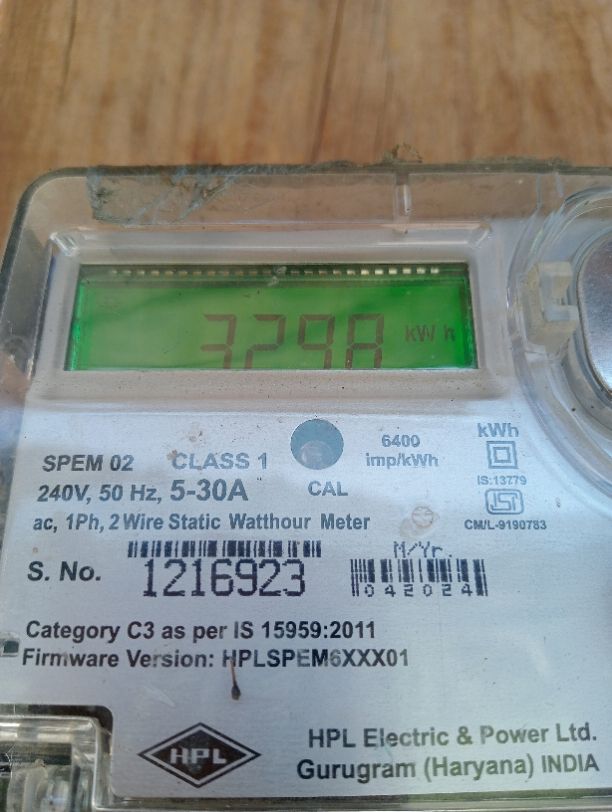 3298 kWh
SPEM 02 CLASS 1
240V, 50 Hz, 5-30A
CAL
6400
imp/kWh
kWh
IS:13779
ISI
CM/L-9190783
ac, 1Ph, 2 Wire Static Watthour Meter
M/Yr.
S. No. 1216923
042024
Category C3 as per IS 15959:2011
Firmware Version: HPLSPEM6XXX01
HPL
HPL Electric & Power Ltd.
Gurugram (Haryana) INDIA